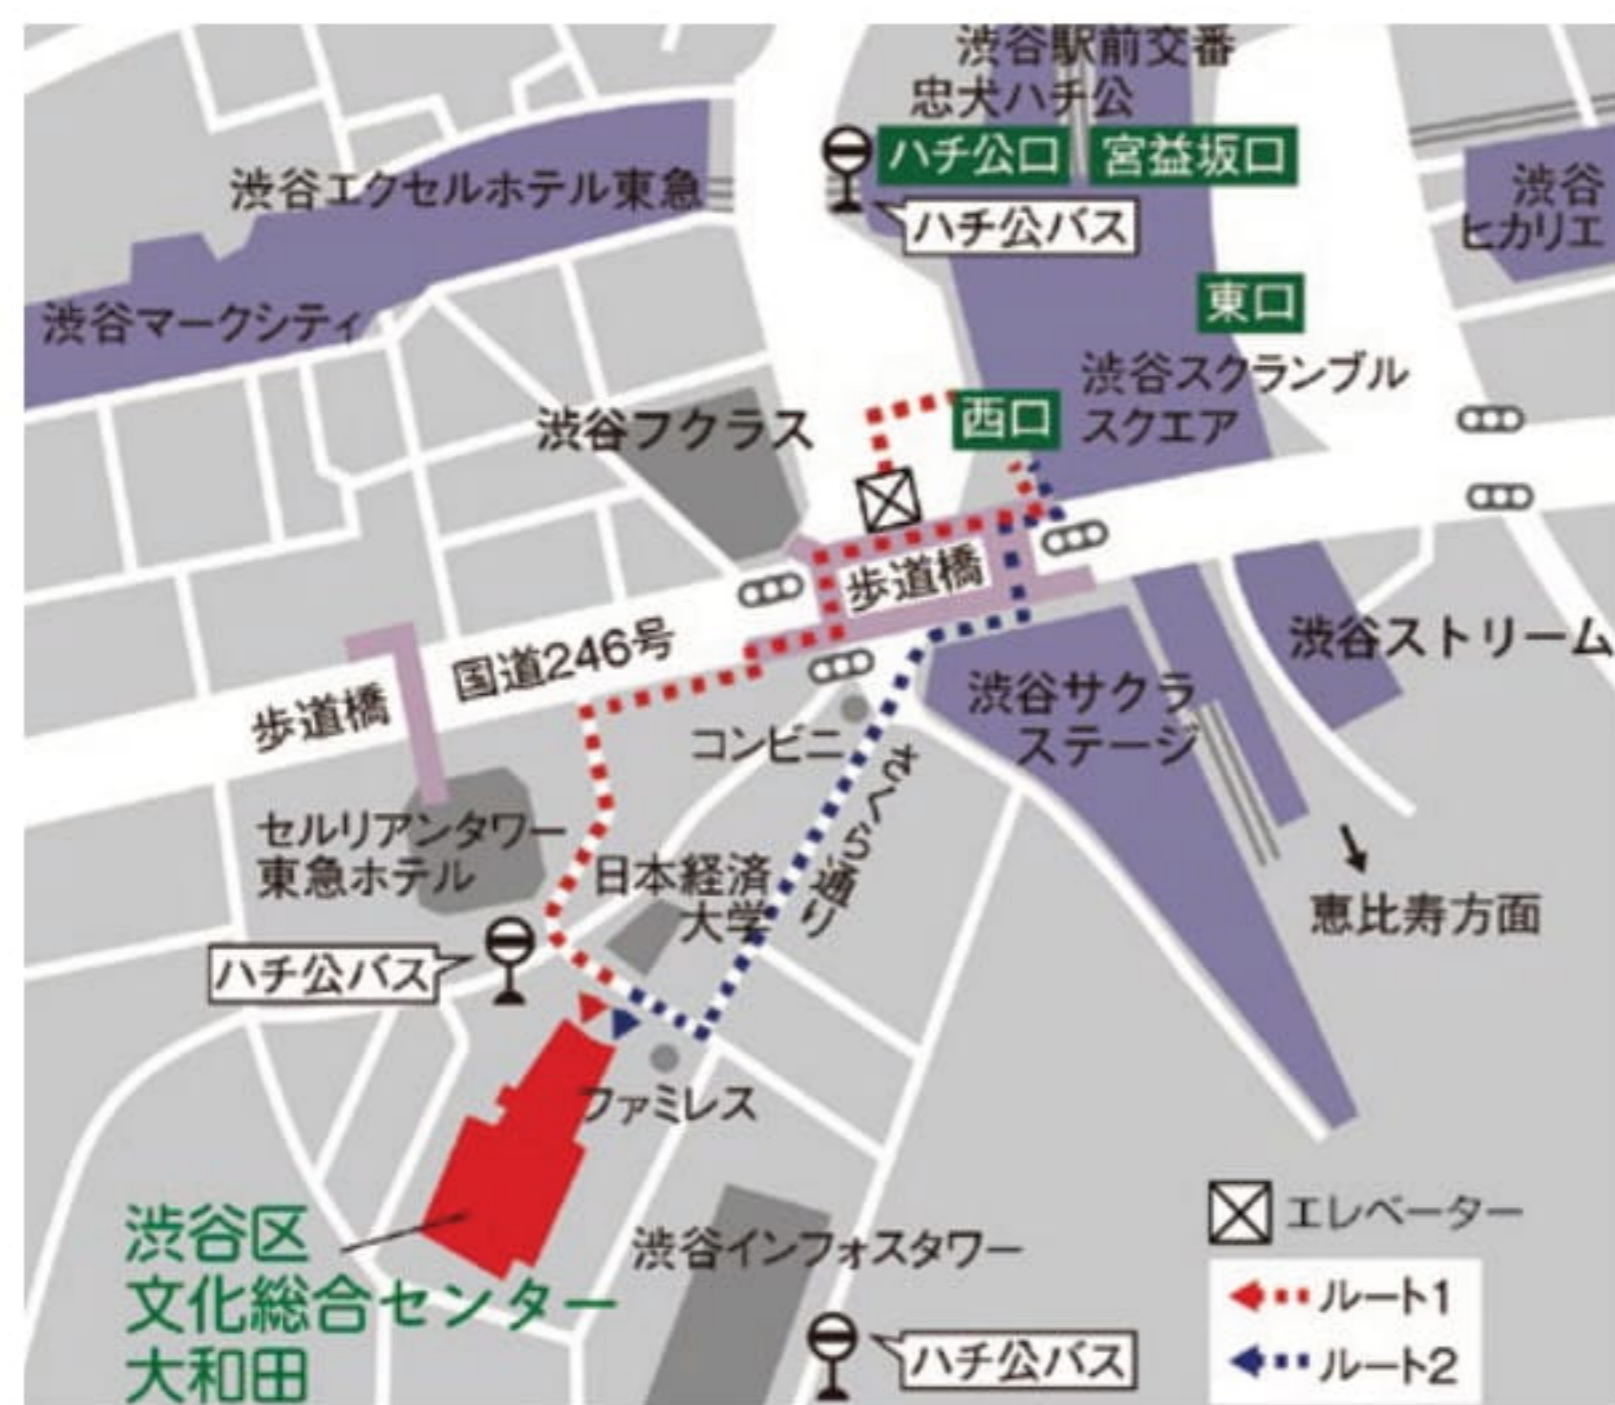 渋谷駅前交番
忠犬ハチ公
ハチ公口
宮益坂口
渋谷エクセルホテル東急
ハチ公バス
渋谷
ヒカリエ
渋谷マークシティ
東口
渋谷スクランブル
スクエア
西口
渋谷フクラス
歩道橋
国道246号
渋谷ストリーム
歩道橋
コンビニ
渋谷サクラ
ステージ
さくら通り
セルリアンタワー
東急ホテル
日本経済
大学
恵比寿方面
ハチ公バス
ファミレス
渋谷区
文化総合センター
大和田
渋谷インフォスタワー
ハチ公バス
エレベーター
ルート1
ルート2